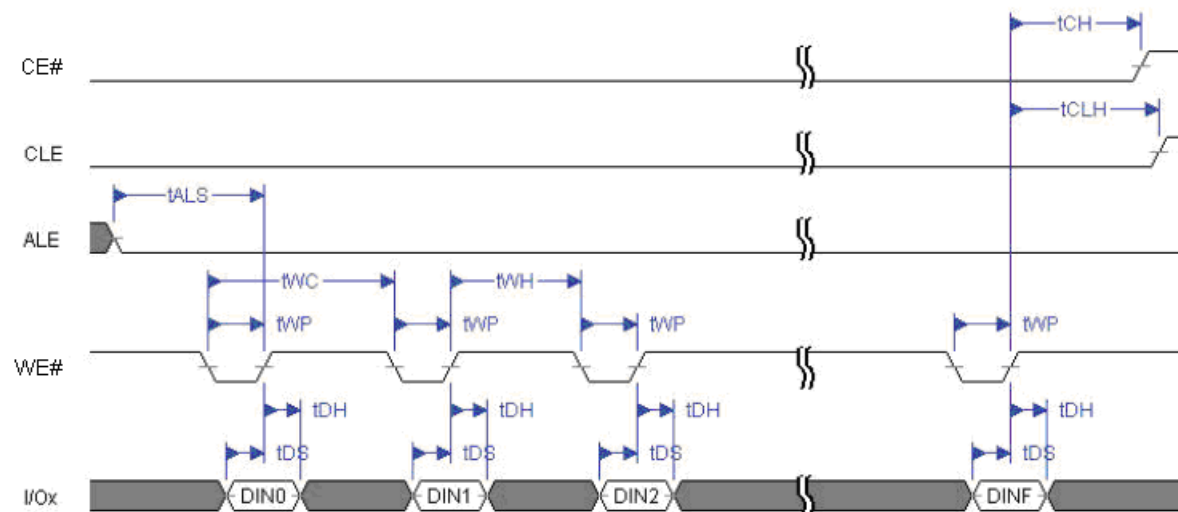 tCH
CE#
tCLH
CLE
tALS
ALE
tWC
tWH
tWP
tWP
tWP
tWP
WE#
tDH
tDH
tDH
tDH
tDS
tDS
tDS
tDS
I/Ox
DIN0
DIN1
DIN2
DINF